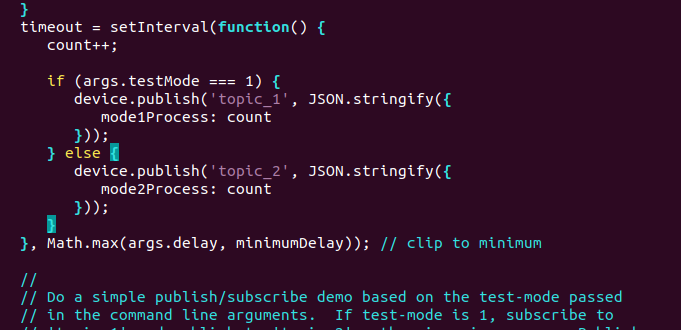 }
timeout = setInterval(function() {
   count++;

   if (args.testMode === 1) {
      device.publish('topic_1', JSON.stringify({
         mode1Process: count
      }));
   } else {
      device.publish('topic_2', JSON.stringify({
         mode2Process: count
      }));
   }
}, Math.max(args.delay, minimumDelay)); // clip to minimum

//
// Do a simple publish/subscribe demo based on the test-mode passed
// in the command line arguments.  If test-mode is 1, subscribe to